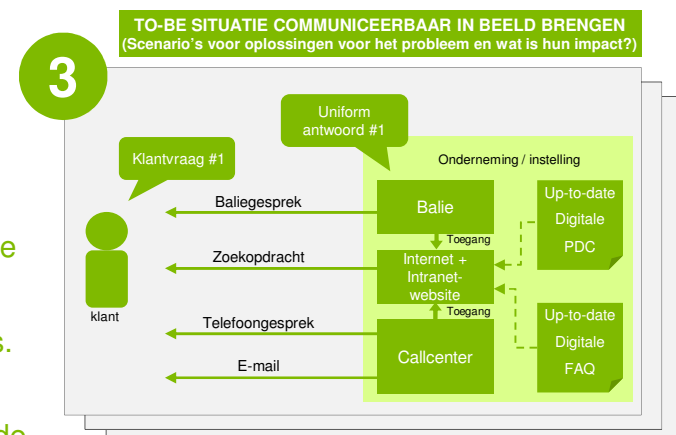 TO-BE SITUATIE COMMUNICEERBAAR IN BEELD BRENGEN
(Scenario's voor oplossingen voor het probleem en wat is hun impact?)
3
Uniform
antwoord #1
Klantvraag #1
Onderneming / instelling
Baliegesprek
Balie
Up-to-date
Digitale
PDC
Toegang
Zoekopdracht
Internet +
Intranet-
website
klant
Toegang
Telefoongesprek
Callcenter
E-mail
Up-to-date
Digitale
FAQ
e
s.
de